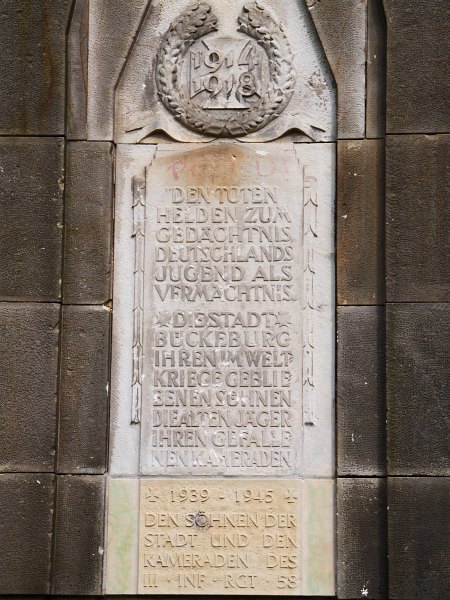 1914
1918
DEN TOTEN
HELDEN ZUM
GEDÄCHTNIS,
DEUTSCHLANDS
JUGEND ALS
VERMÄCHTNIS.
DIE STADT
BÜCKEBURG
IHREN IM WELT-
KRIEGE GEBLIE
BENEN SÖHNEN
DIE ALTEN JÄGER
IHREN GEFALLE
NEN KAMERADEN
1939 - 1945
DEN SÖHNEN DER
STADT UND DEN
KAMERADEN DES
III · INF · RGT · 58